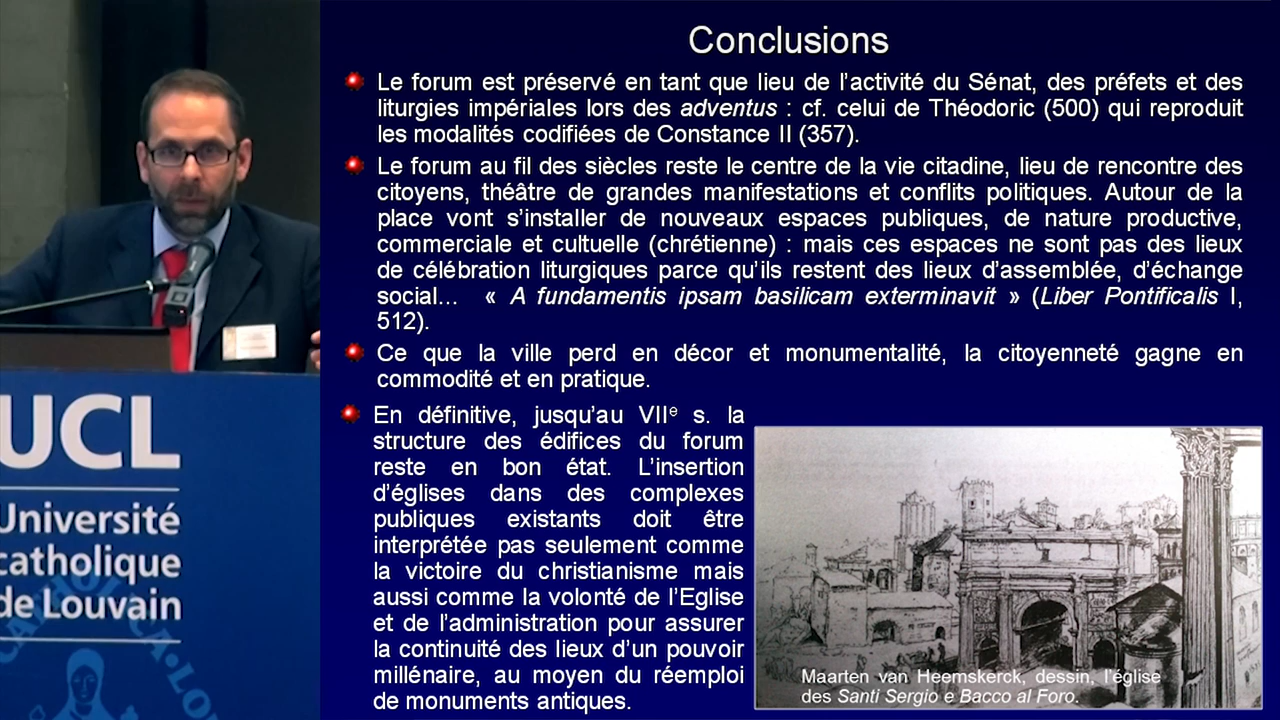 Conclusions
Le forum est préservé en tant que lieu de l'activité du Sénat, des préfets et des
liturgies impériales lors des adventus : cf. celui de Théodoric (500) qui reproduit
les modalités codifiées de Constance II (357).
Le forum au fil des siècles reste le centre de la vie citadine, lieu de rencontre des
citoyens, théâtre de grandes manifestations et conflits politiques. Autour de la
place vont s'installer de nouveaux espaces publiques, de nature productive,
commerciale et cultuelle (chrétienne) : mais ces espaces ne sont pas des lieux
de célébration liturgiques parce qu'ils restent des lieux d'assemblée, d'échange
social... « A fundamentis ipsam basilicam exterminavit » (Liber Pontificalis I,
512).
Ce que la ville perd en décor et monumentalité, la citoyenneté gagne en
commodité et en pratique.
En définitive, jusqu'au VIIe s. la
structure des édifices du forum
reste en bon état. L'insertion
d'églises dans des complexes
publiques existants doit être
interprétée pas seulement comme
la victoire du christianisme mais
aussi comme la volonté de l'Eglise
et de l'administration pour assurer
la continuité des lieux d'un pouvoir
millénaire, au moyen du réemploi
de monuments antiques.
Maarten van Heemskerck, dessin, l'église
des Santi Sergio e Bacco al Foro.
UCL
Université
catholique
de Louvain